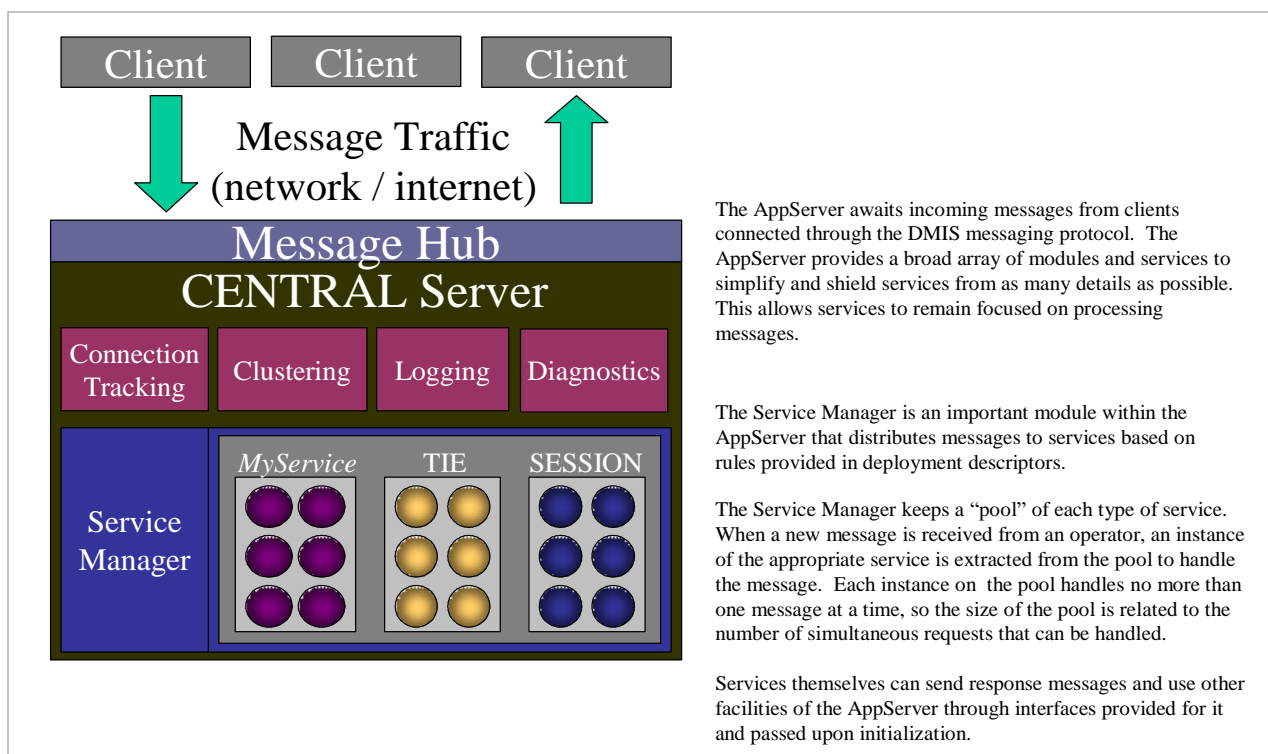 Client
Client
Client
Message Traffic
(network / internet)
Message Hub
CENTRAL Server
Connection
Tracking
Clustering
Logging
Diagnostics
Service
Manager
MyService
TIE
SESSION
The AppServer awaits incoming messages from clients
connected through the DMIS messaging protocol.  The
AppServer provides a broad array of modules and services to
simplify and shield services from as many details as possible.
This allows services to remain focused on processing
messages.
The Service Manager is an important module within the
AppServer that distributes messages to services based on
rules provided in deployment descriptors.
The Service Manager keeps a “pool” of each type of service.
When a new message is received from an operator, an instance
of the appropriate service is extracted from the pool to handle
the message.  Each instance on  the pool handles no more than
one message at a time, so the size of the pool is related to the
number of simultaneous requests that can be handled.
Services themselves can send response messages and use other
facilities of the AppServer through interfaces provided for it
and passed upon initialization.